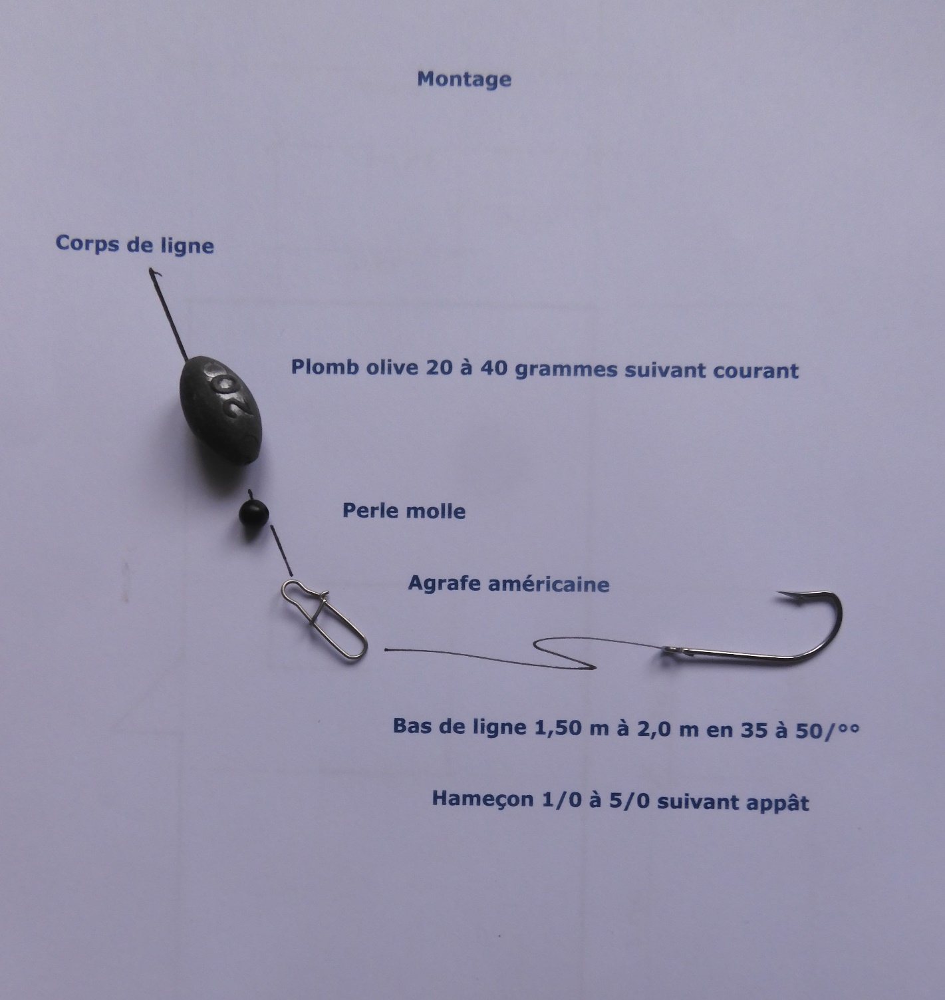 Montage
Corps de ligne
20
Plomb olive 20 à 40 grammes suivant courant
Perle molle
Agrafe américaine
Bas de ligne 1,50 m à 2,0 m en 35 à 50/°°
Hameçon 1/0 à 5/0 suivant appât